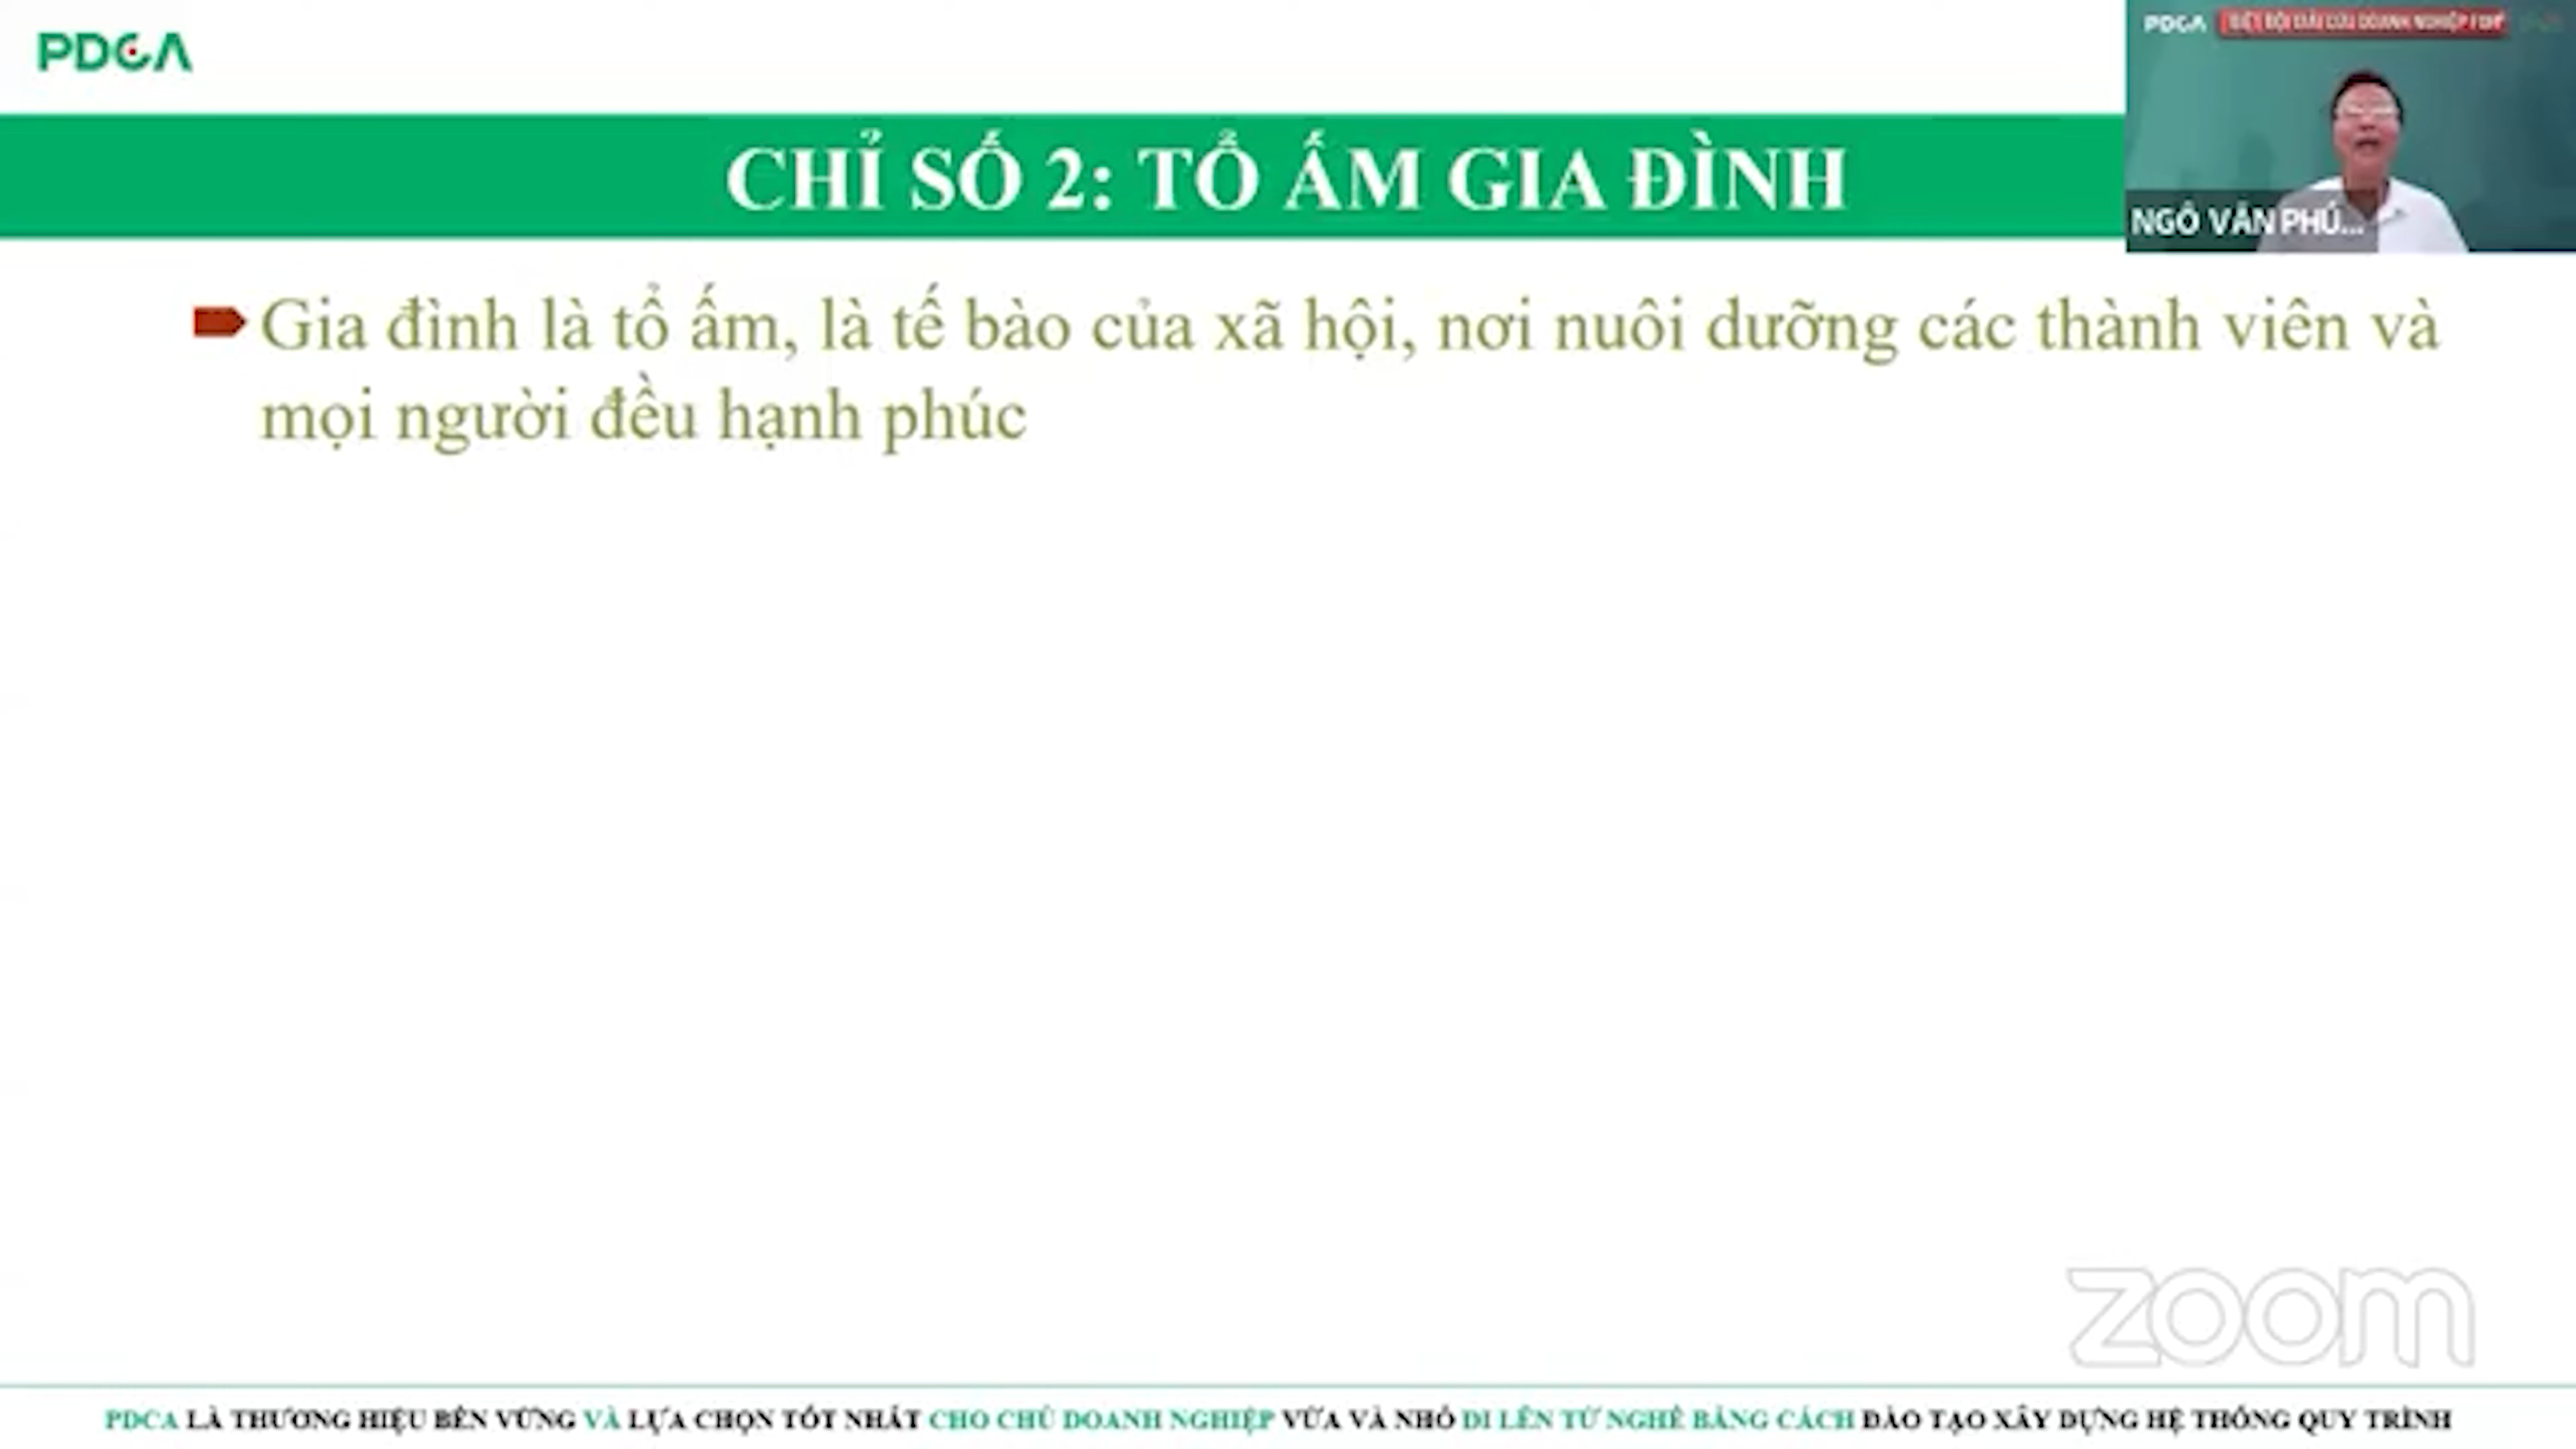 PDCA
CHỈ SỐ 2: TỔ ẤM GIA ĐÌNH
PDCA
NGÔ VĂN PHÚ...
Gia đình là tổ ấm, là tế bào của xã hội, nơi nuôi dưỡng các thành viên và
mọi người đều hạnh phúc
zoom
PDCA LÀ THƯƠNG HIỆU BỀN VỮNG VÀ LỰA CHỌN TỐT NHẤT CHO CHỦ DOANH NGHIỆP VỪA VÀ NHỎ ĐI LÊN TỪ NGHỀ BẰNG CÁCH ĐÀO TẠO XÂY DỰNG HỆ THỐNG QUY TRÌNH